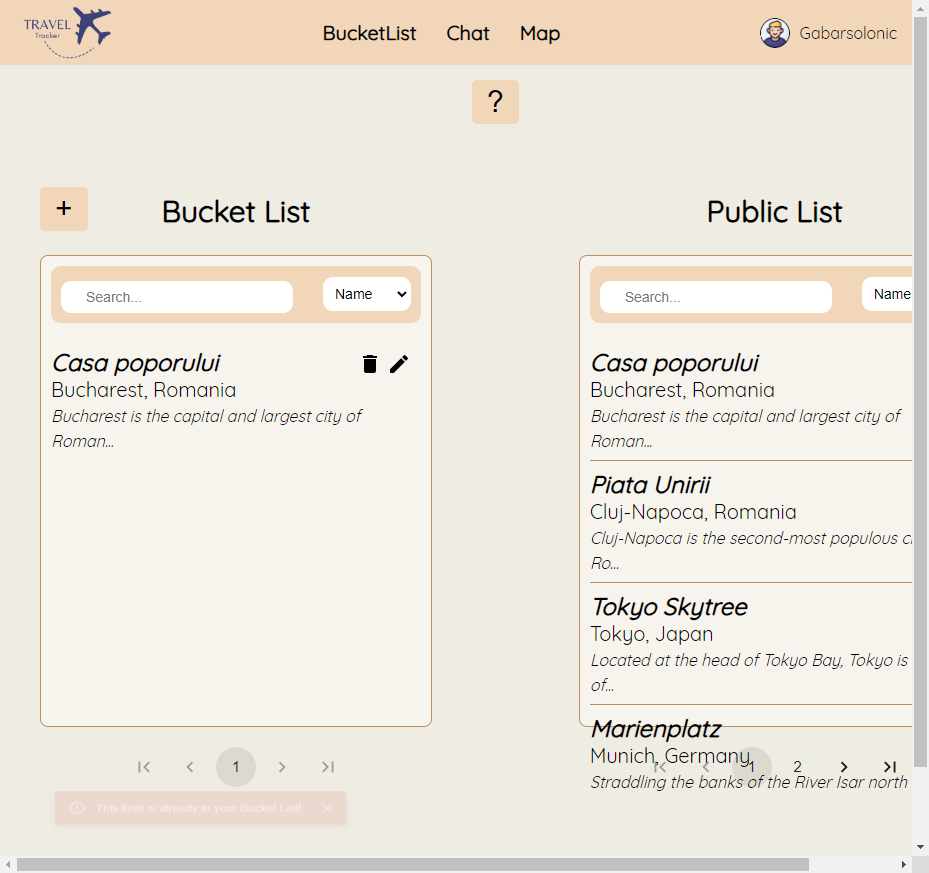 TRAVEL
Tracker
BucketList
Chat
Map
Gabarsolonic
?
+
Bucket List
Public List
Search...
Name
Search...
Name
Casa poporului
Bucharest, Romania
Bucharest is the capital and largest city of
Roman...
Casa poporului
Bucharest, Romania
Bucharest is the capital and largest city of
Roman...
Piata Unirii
Cluj-Napoca, Romania
Cluj-Napoca is the second-most populous
Ro...
Tokyo Skytree
Tokyo, Japan
Located at the head of Tokyo Bay, Tokyo is
of...
Marienplatz
Munich, Germany
Straddling the banks of the River Isar north
1
1
2
This item is already in your Bucket List!